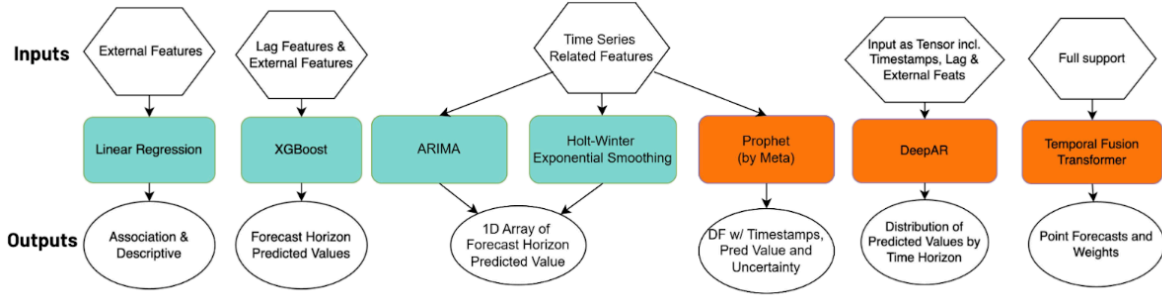 Inputs
External Features
Lag Features &
External Features
Time Series
Related Features
Input as Tensor incl.
Timestamps, Lag &
External Feats
Full support
Linear Regression
XGBoost
ARIMA
Holt-Winter
Exponential Smoothing
Prophet
(by Meta)
DeepAR
Temporal Fusion
Transformer
Outputs
Association &
Descriptive
Forecast Horizon
Predicted Values
1D Array of
Forecast Horizon
Predicted Value
DF w/ Timestamps,
Pred Value and
Uncertainty
Distribution of
Predicted Values by
Time Horizon
Point Forecasts and
Weights